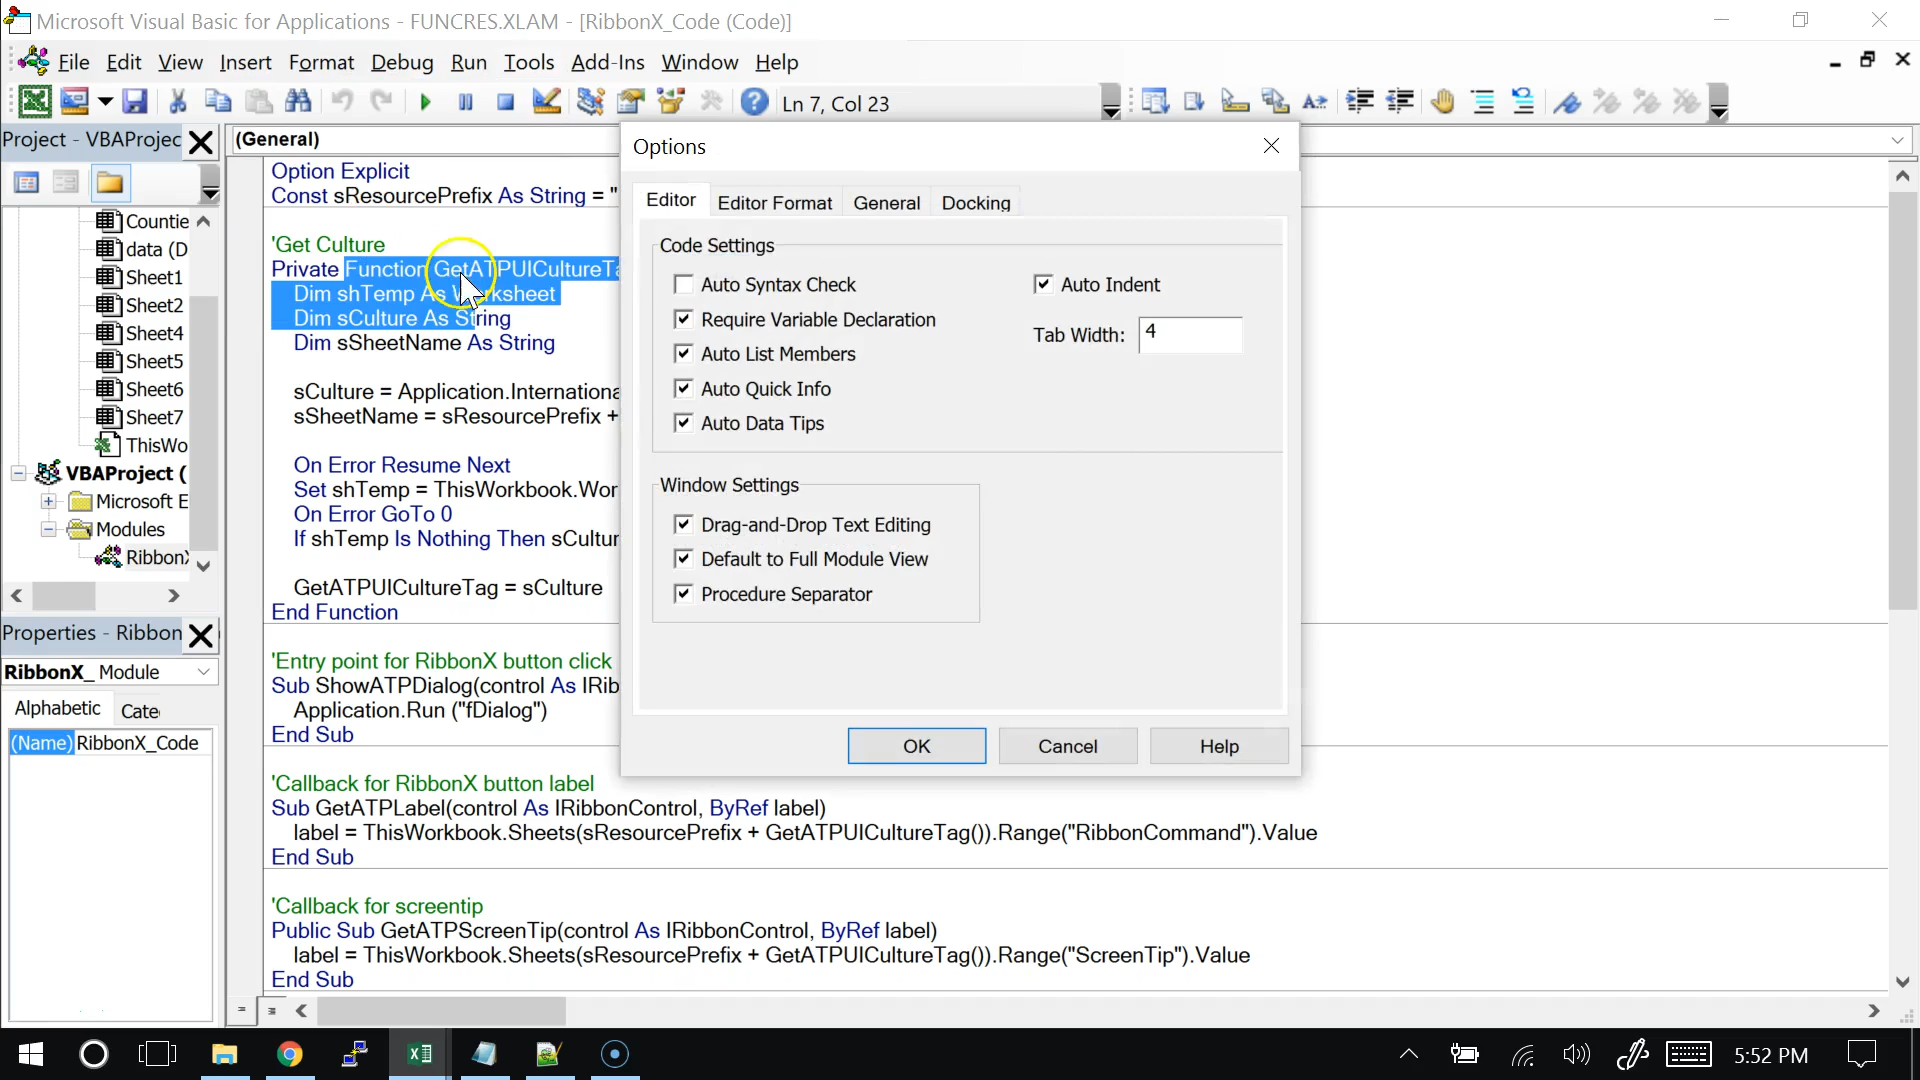 Microsoft Visual Basic for Applications - FUNCRES.XLAM - [RibbonX_Code (Code)]
File Edit View Insert Format Debug Run Tools Add-Ins Window Help
Ln 7, Col 23
Project - VBAProjec
Countie
data (D
Sheet1
Sheet2
Sheet4
Sheet5
Sheet6
Sheet7
ThisWo
VBAProject (
Microsoft E
Modules
RibbonX
Properties - Ribbon
RibbonX_ Module
Alphabetic Cate
(Name) RibbonX_Code
(General)
Option Explicit
Const sResourcePrefix As String = "
'Get Culture
Private Function GetATPUICultureTa
Dim shTemp As Worksheet
Dim sCulture As String
Dim sSheetName As String
sCulture = Application.Internationa
sSheetName = sResourcePrefix +
On Error Resume Next
Set shTemp = ThisWorkbook.Wor
On Error GoTo 0
If shTemp Is Nothing Then sCultur
GetATPUICultureTag = sCulture
End Function
'Entry point for RibbonX button click
Sub ShowATPDialog(control As IRib
Application.Run ("fDialog")
End Sub
'Callback for RibbonX button label
Sub GetATPLabel(control As IRibbonControl, ByRef label)
label = ThisWorkbook.Sheets(sResourcePrefix + GetATPUICultureTag()).Range("RibbonCommand").Value
End Sub
'Callback for screentip
Public Sub GetATPScreenTip(control As IRibbonControl, ByRef label)
label = ThisWorkbook.Sheets(sResourcePrefix + GetATPUICultureTag()).Range("ScreenTip").Value
End Sub
Options
Editor Editor Format General Docking
Code Settings
Auto Syntax Check
Require Variable Declaration
Auto List Members
Auto Quick Info
Auto Data Tips
Auto Indent
Tab Width: 4
Window Settings
Drag-and-Drop Text Editing
Default to Full Module View
Procedure Separator
OK Cancel Help
5:52 PM